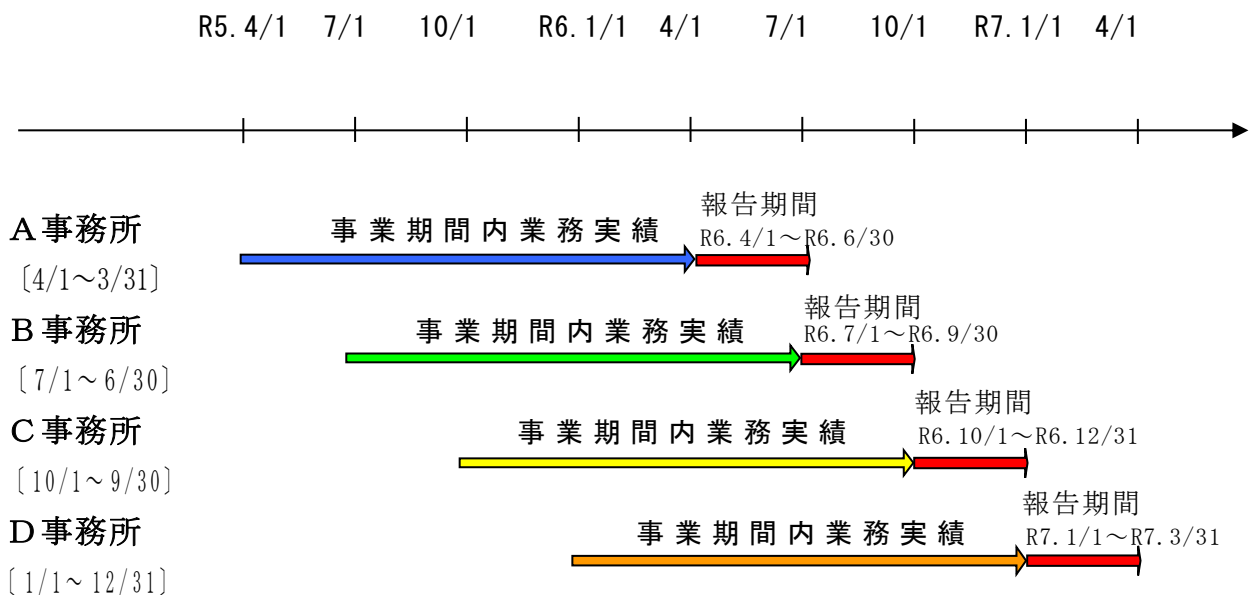 R5.4/1 7/1 10/1 R6.1/1 4/1 7/1 10/1 R7.1/1 4/1
A事務所
〔4/1～3/31〕
事業期間内業務実績
報告期間
R6.4/1～R6.6/30
B事務所
〔7/1～6/30〕
事業期間内業務実績
報告期間
R6.7/1～R6.9/30
C事務所
〔10/1～9/30〕
事業期間内業務実績
報告期間
R6.10/1～R6.12/31
D事務所
〔1/1～12/31〕
事業期間内業務実績
報告期間
R7.1/1～R7.3/31